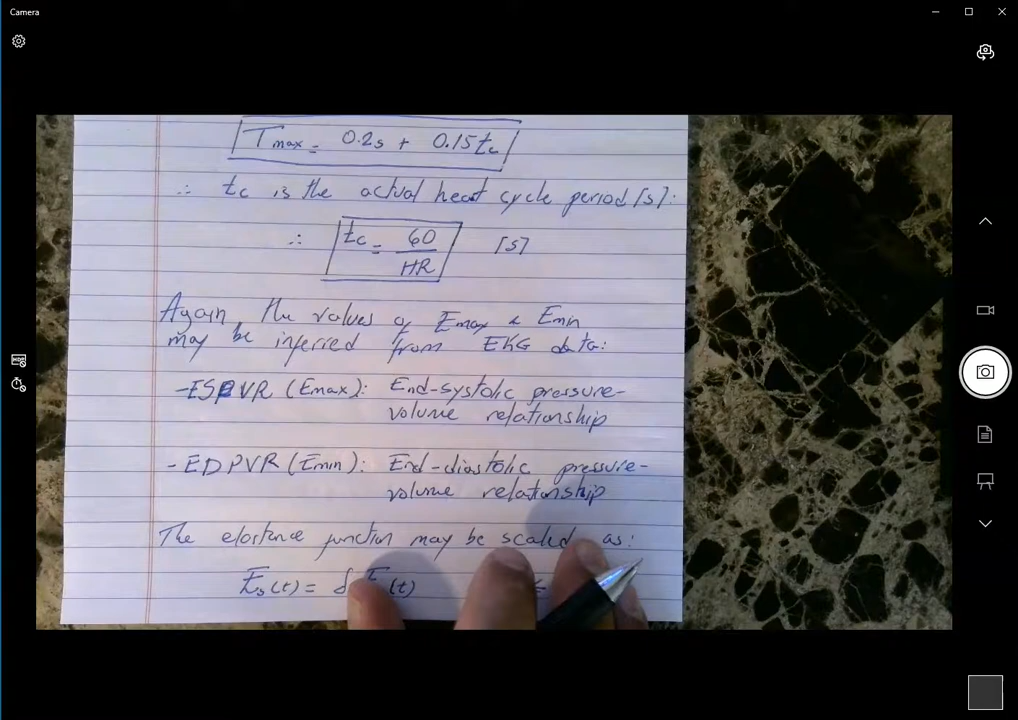 Camera
Tmax = 0.2s + 0.15tc
∴ tc is the actual heat cycle period [s]:
∴ tc = 60/HR [s]
Again, the values of Emax & Emin
may be inferred from EKG data:
- ESPVR (Emax): End-systolic pressure-
volume relationship
- EDPVR (Emin): End-diastolic pressure-
volume relationship
The elastance function may be scaled as:
Es(t) = δ E(t)